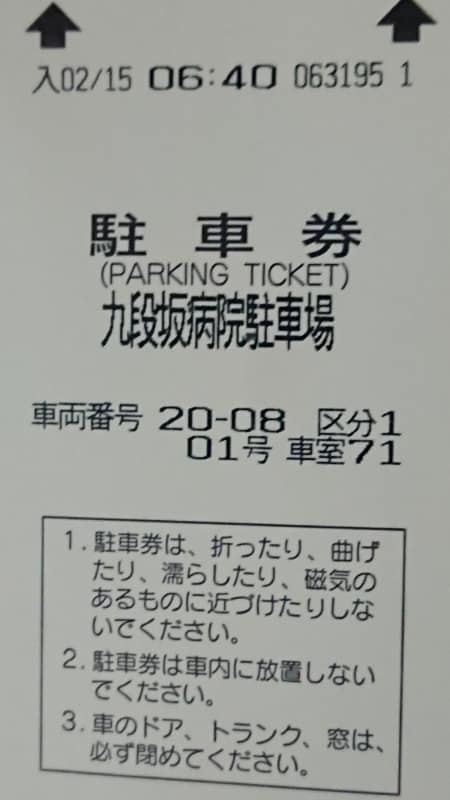 入02/15 06:40 063195 1
駐車券
(PARKING TICKET)
九段坂病院駐車場
車両番号 20-08 区分1
01号 車室71
1. 駐車券は、折ったり、曲げ
たり、濡らしたり、磁気の
あるものに近づけたりしな
いでください。
2. 駐車券は車内に放置しない
でください。
3. 車のドア、トランク、窓は、
必ず閉めてください。